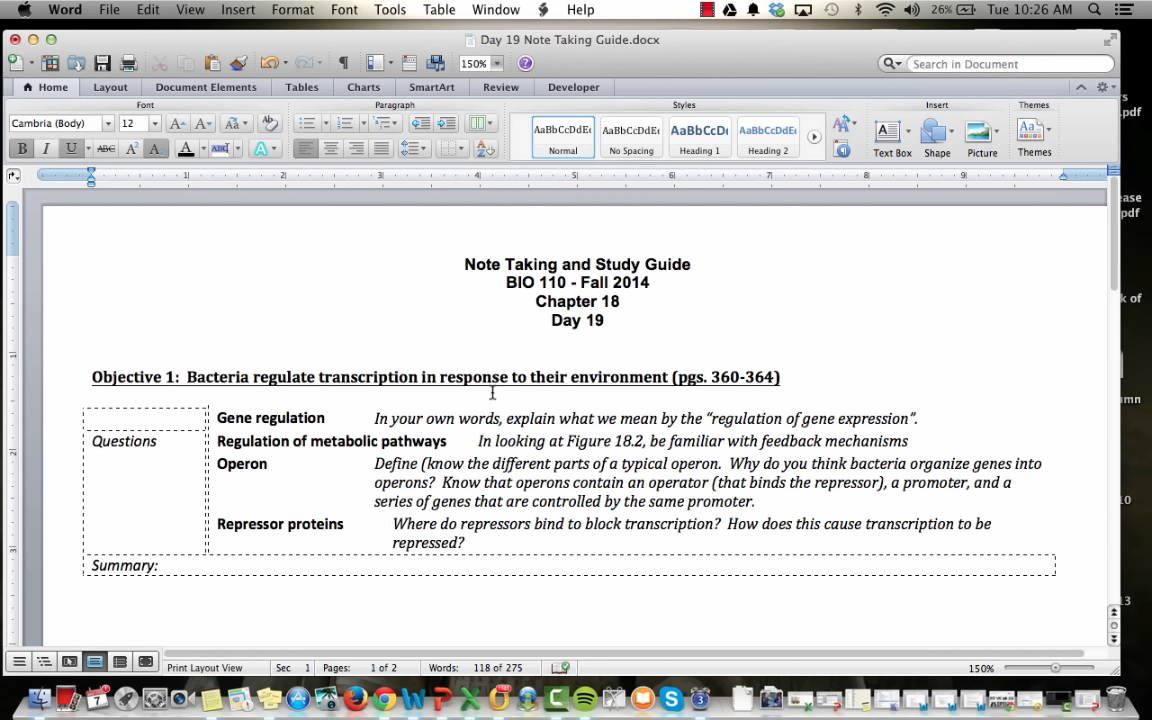 Word File Edit View Insert Format Font Tools Table Window Help 26% Tue 10:26 AM
Day 19 Note Taking Guide.docx
150% Search in Document
Home Layout Document Elements Tables Charts SmartArt Review Developer
Font Paragraph Styles Insert Themes
Cambria (Body) 12
AaBbCcDdEe AaBbCcDdEe AaBbCcDc AaBbCcDdEe
Normal No Spacing Heading 1 Heading 2 Text Box Shape Picture Themes
Note Taking and Study Guide
BIO 110 - Fall 2014
Chapter 18
Day 19
Objective 1: Bacteria regulate transcription in response to their environment (pgs. 360-364)
Gene regulation In your own words, explain what we mean by the “regulation of gene expression”.
Questions Regulation of metabolic pathways In looking at Figure 18.2, be familiar with feedback mechanisms
Operon Define (know the different parts of a typical operon. Why do you think bacteria organize genes into
operons? Know that operons contain an operator (that binds the repressor), a promoter, and a
series of genes that are controlled by the same promoter.
Repressor proteins Where do repressors bind to block transcription? How does this cause transcription to be
repressed?
Summary:
Print Layout View Sec 1 Pages: 1 of 2 Words: 118 of 275 150%